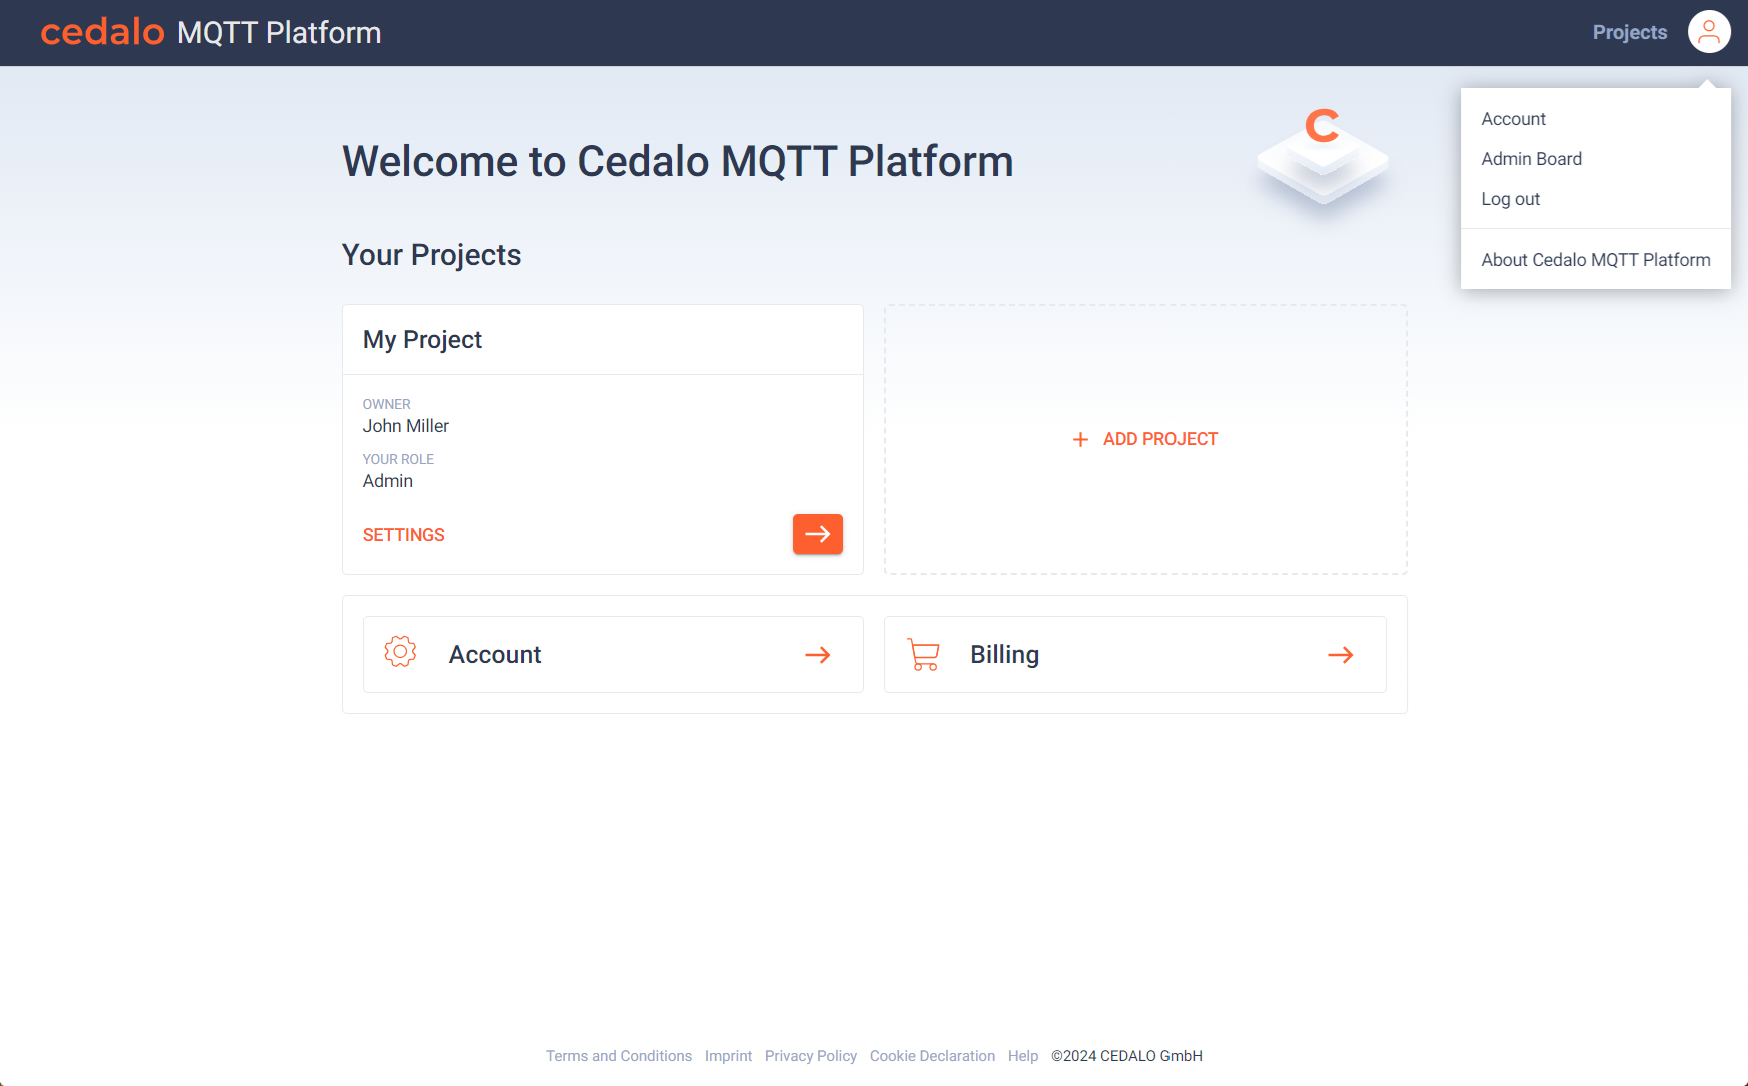 cedalo MQTT Platform
Projects
Account
Admin Board
Log out
About Cedalo MQTT Platform
Welcome to Cedalo MQTT Platform
C
Your Projects
My Project
OWNER
John Miller
YOUR ROLE
Admin
SETTINGS
+ ADD PROJECT
Account
Billing
Terms and Conditions Imprint Privacy Policy Cookie Declaration Help ©2024 CEDALO GmbH